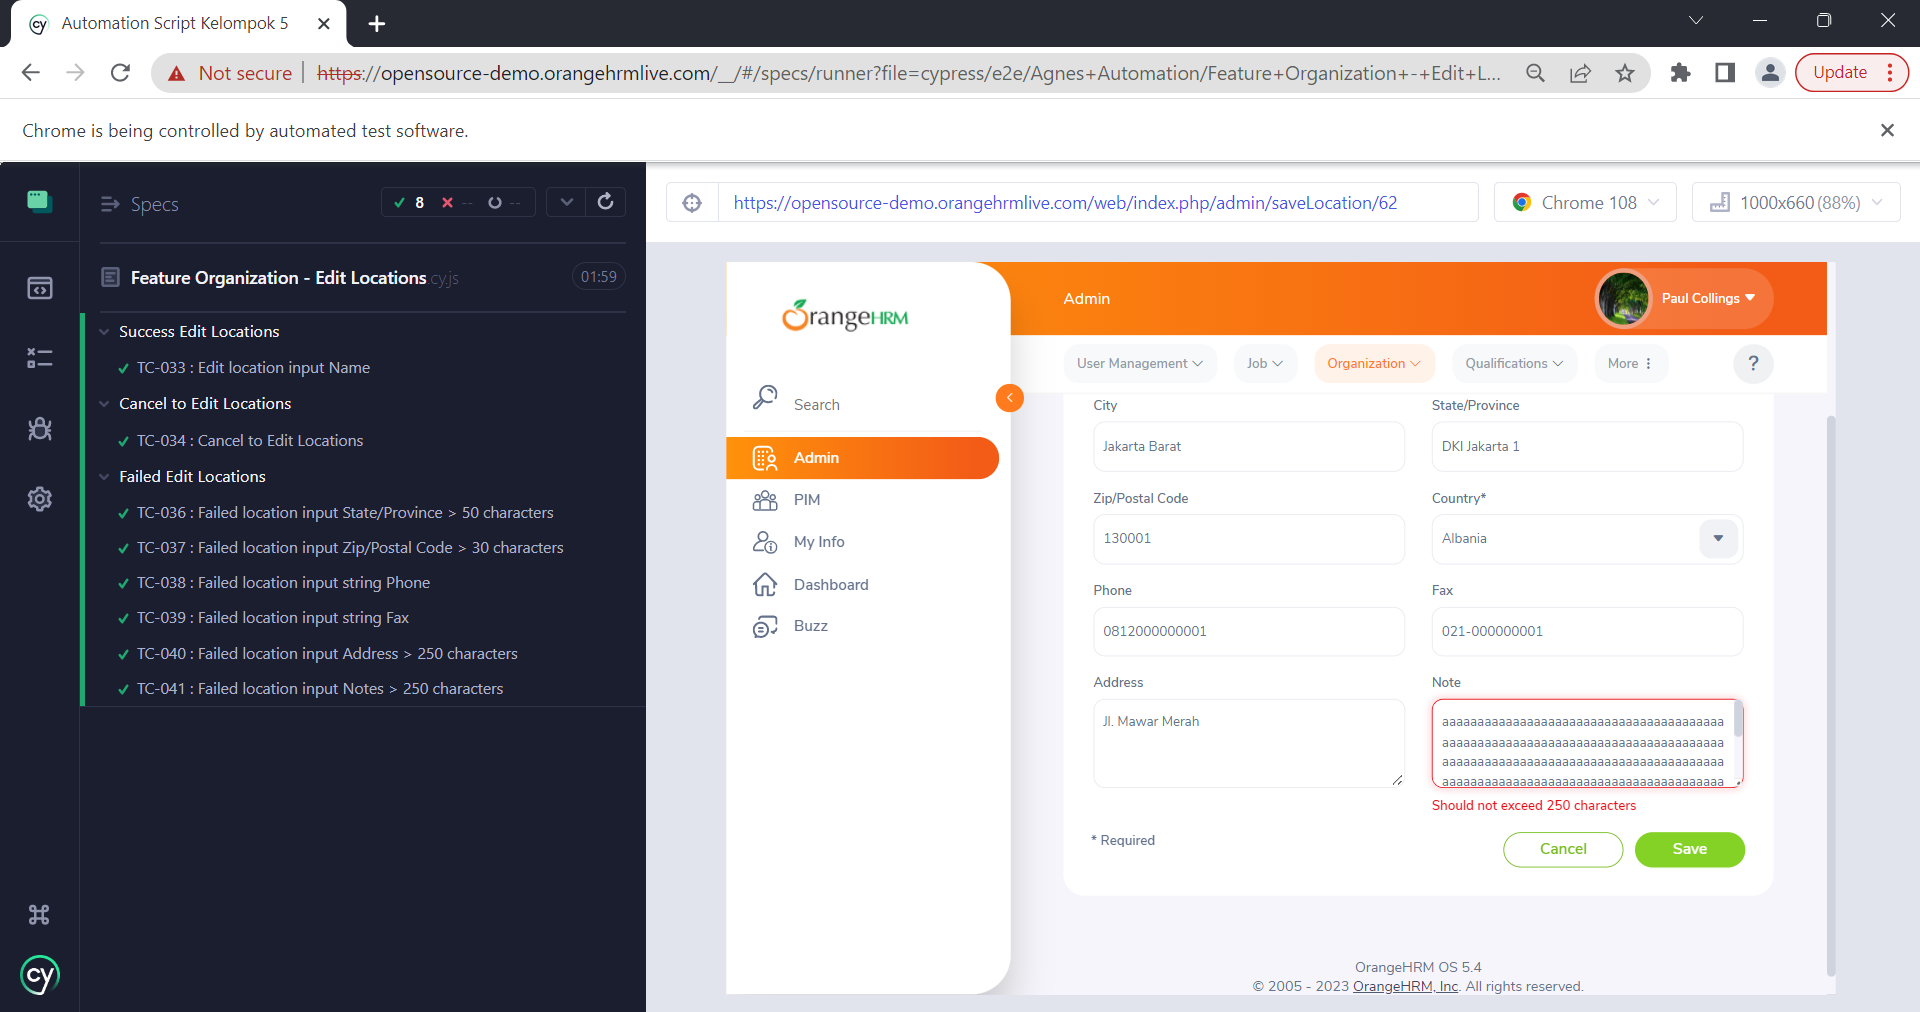 Automation Script Kelompok 5
Not secure
https://opensource-demo.orangehrmlive.com/__/#/specs/runner?file=cypress/e2e/Agnes+Automation/Feature+Organization+-+Edit+L...
Update
Chrome is being controlled by automated test software.
Specs
8
--
--
https://opensource-demo.orangehrmlive.com/web/index.php/admin/saveLocation/62
Chrome 108
1000x660 (88%)
Feature Organization - Edit Locations.cy.js
01:59
Success Edit Locations
TC-033 : Edit location input Name
Cancel to Edit Locations
TC-034 : Cancel to Edit Locations
Failed Edit Locations
TC-036 : Failed location input State/Province > 50 characters
TC-037 : Failed location input Zip/Postal Code > 30 characters
TC-038 : Failed location input string Phone
TC-039 : Failed location input string Fax
TC-040 : Failed location input Address > 250 characters
TC-041 : Failed location input Notes > 250 characters
cy
OrangeHRM
Search
Admin
PIM
My Info
Dashboard
Buzz
Admin
Paul Collings
User Management
Job
Organization
Qualifications
More
?
City
State/Province
Jakarta Barat
DKI Jakarta 1
Zip/Postal Code
Country*
130001
Albania
Phone
Fax
0812000000001
021-000000001
Address
Note
Jl. Mawar Merah
aaaaaaaaaaaaaaaaaaaaaaaaaaaaaaaaaaaaaaaa
aaaaaaaaaaaaaaaaaaaaaaaaaaaaaaaaaaaaaaaa
aaaaaaaaaaaaaaaaaaaaaaaaaaaaaaaaaaaaaaaa
aaaaaaaaaaaaaaaaaaaaaaaaaaaaaaaaaaaaaaaa
Should not exceed 250 characters
* Required
Cancel
Save
OrangeHRM OS 5.4
© 2005 - 2023 OrangeHRM, Inc. All rights reserved.